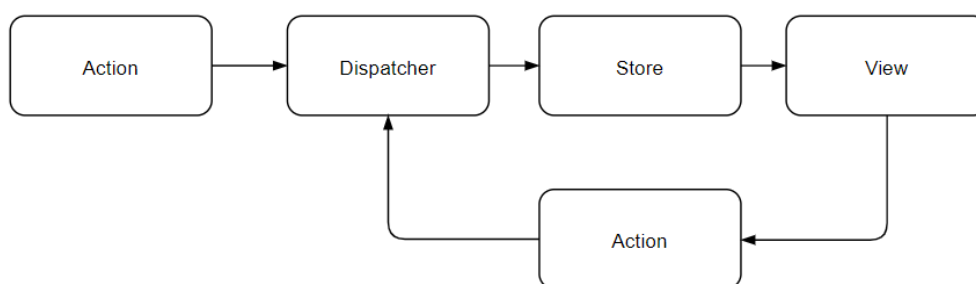 Action
Dispatcher
Store
View
Action